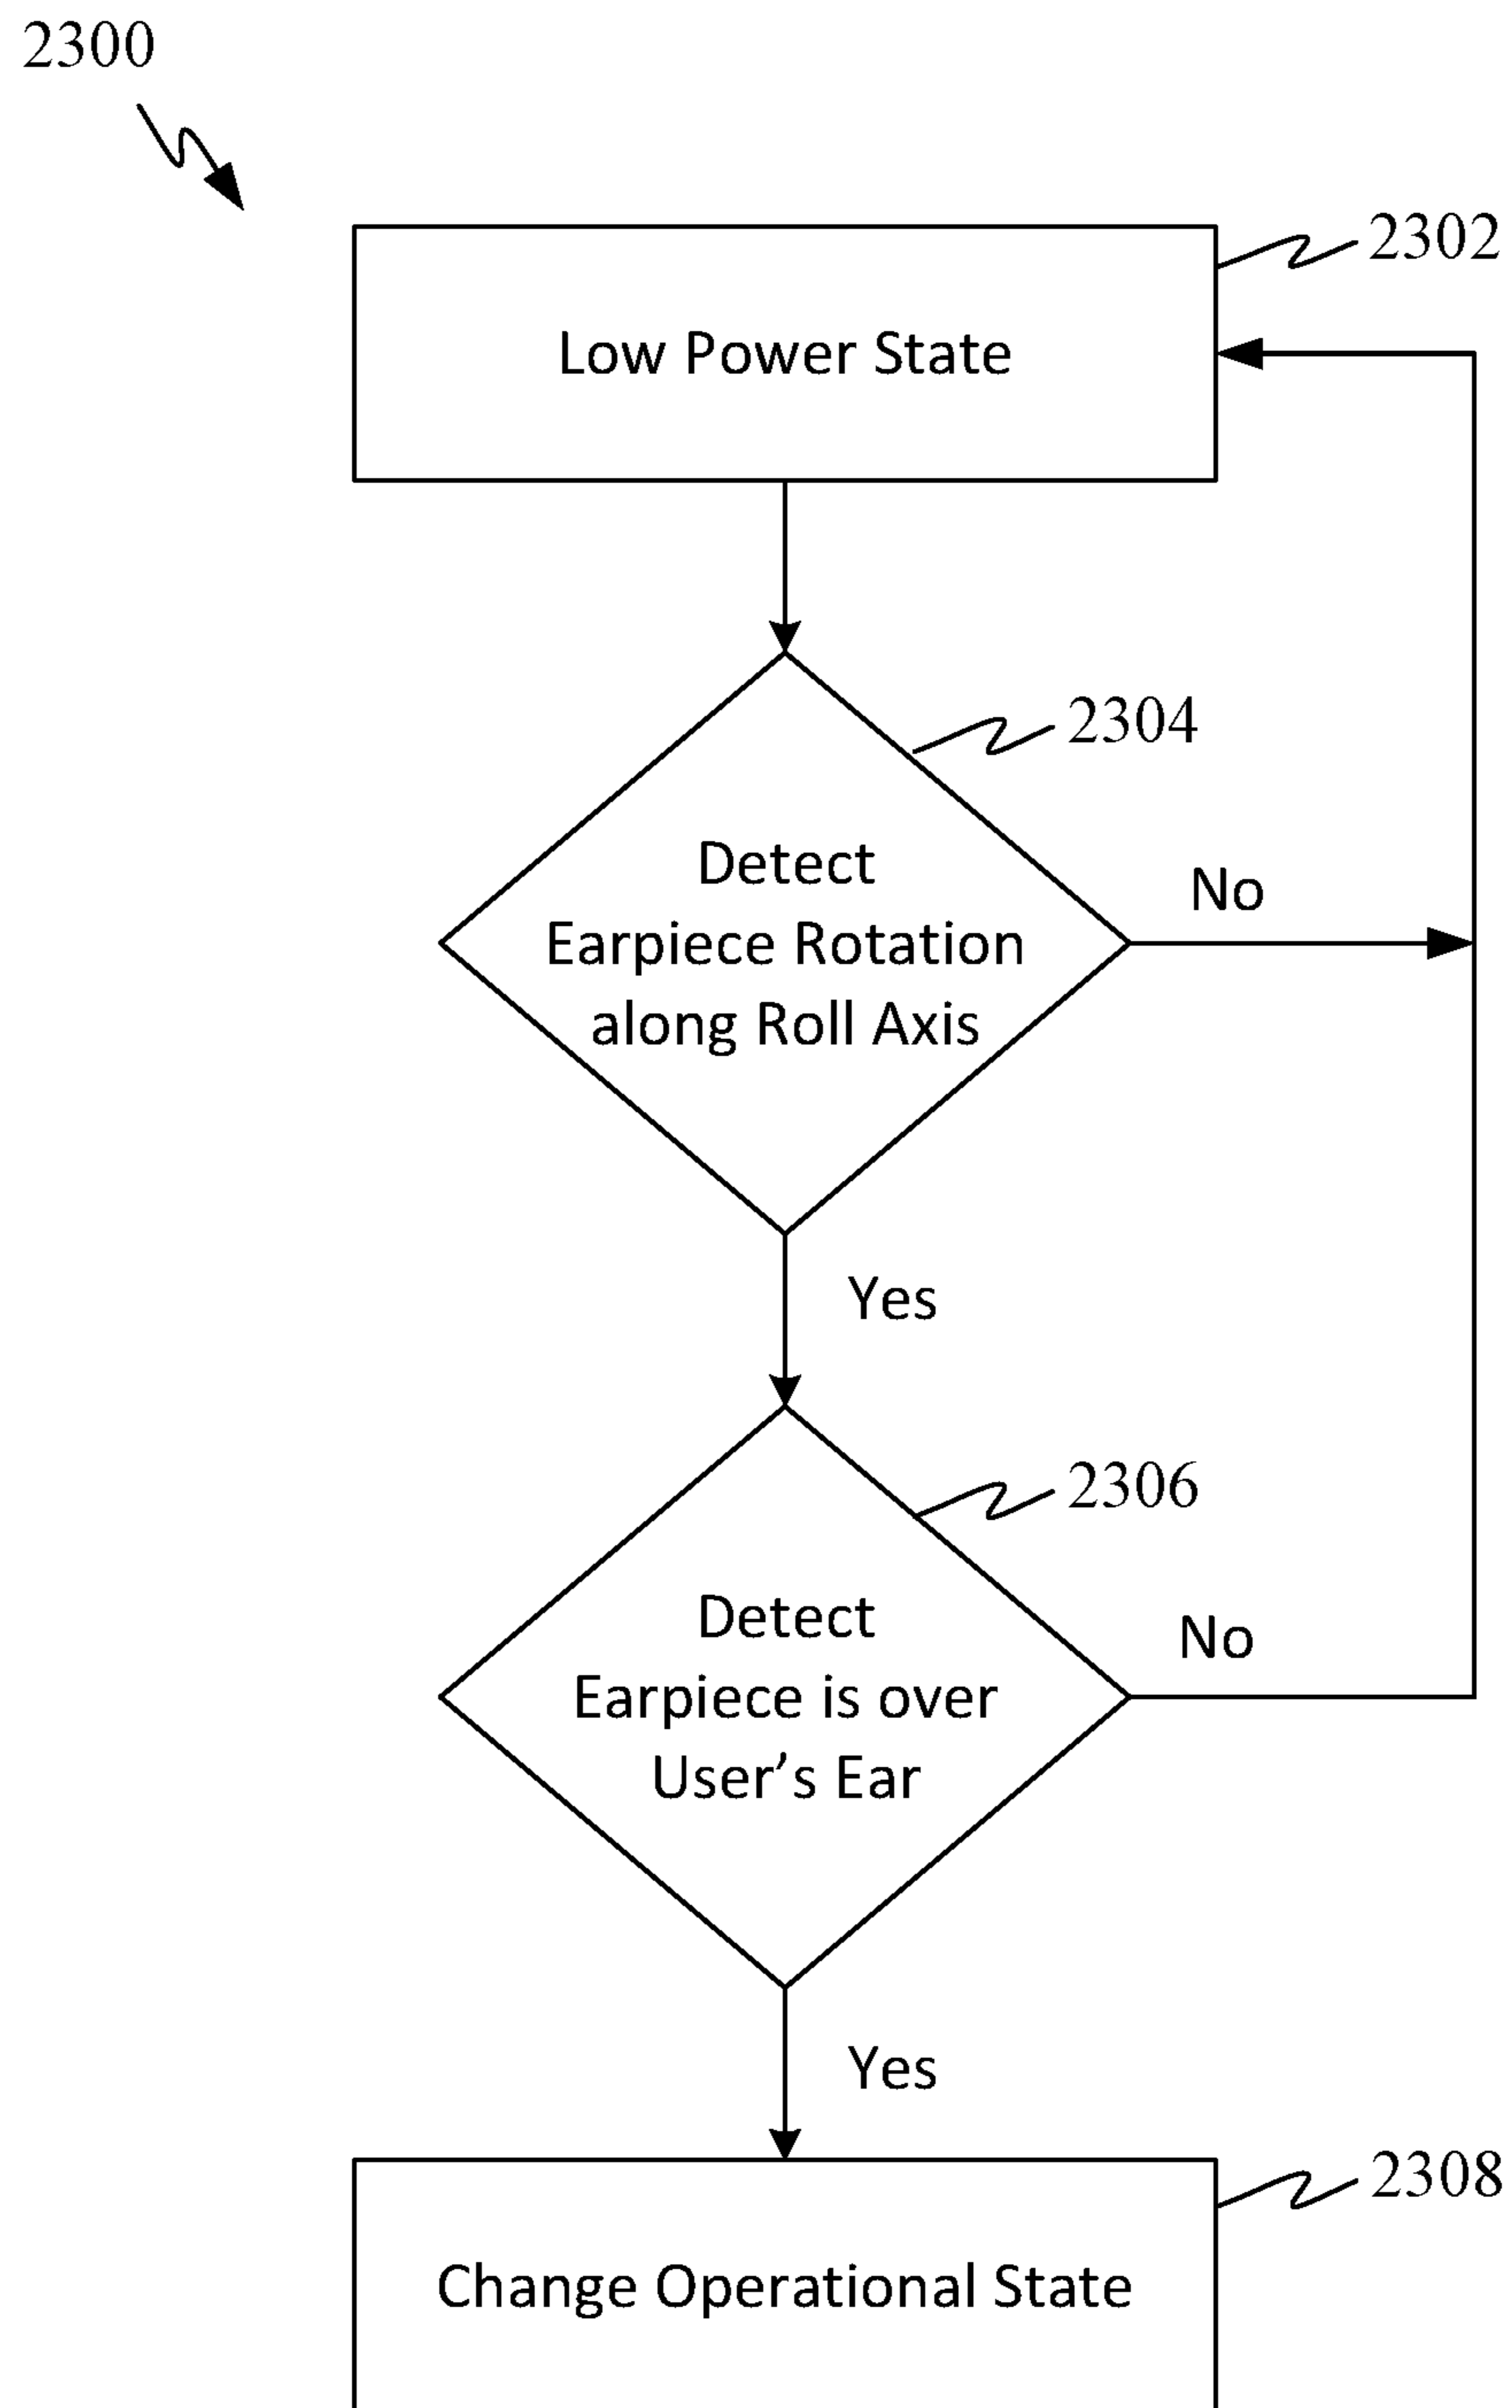 2300
2302
Low Power State
2304
Detect
Earpiece Rotation
along Roll Axis
No
Yes
2306
Detect
Earpiece is over
User's Ear
No
Yes
2308
Change Operational State